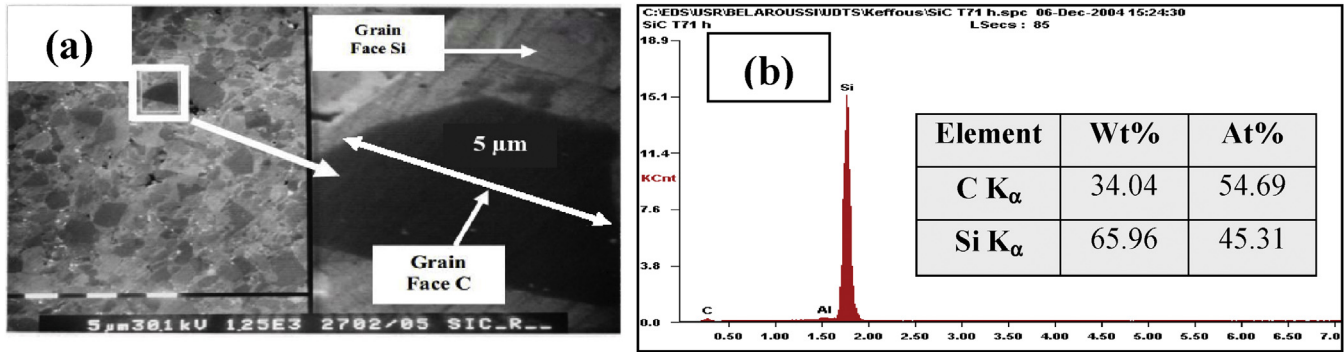 (a)
Grain
Face Si
5 µm
Grain
Face C
5µm30.1 kV 1.25E3 2702/05 SIC_R__
C:\EDS\USR\BELAROUSSI\UDTS\Keffous\SiC T71 h.spc 06-Dec-2004 15:24:30
SiC T71 h LSecs : 85
(b)
18.9
15.1
11.4
KCnt
7.6
3.8
0.0
Si
C
Al
0.50 1.00 1.50 2.00 2.50 3.00 3.50 4.00 4.50 5.00 5.50 6.00 6.50 7.0
Element Wt% At%
C Kα 34.04 54.69
Si Kα 65.96 45.31